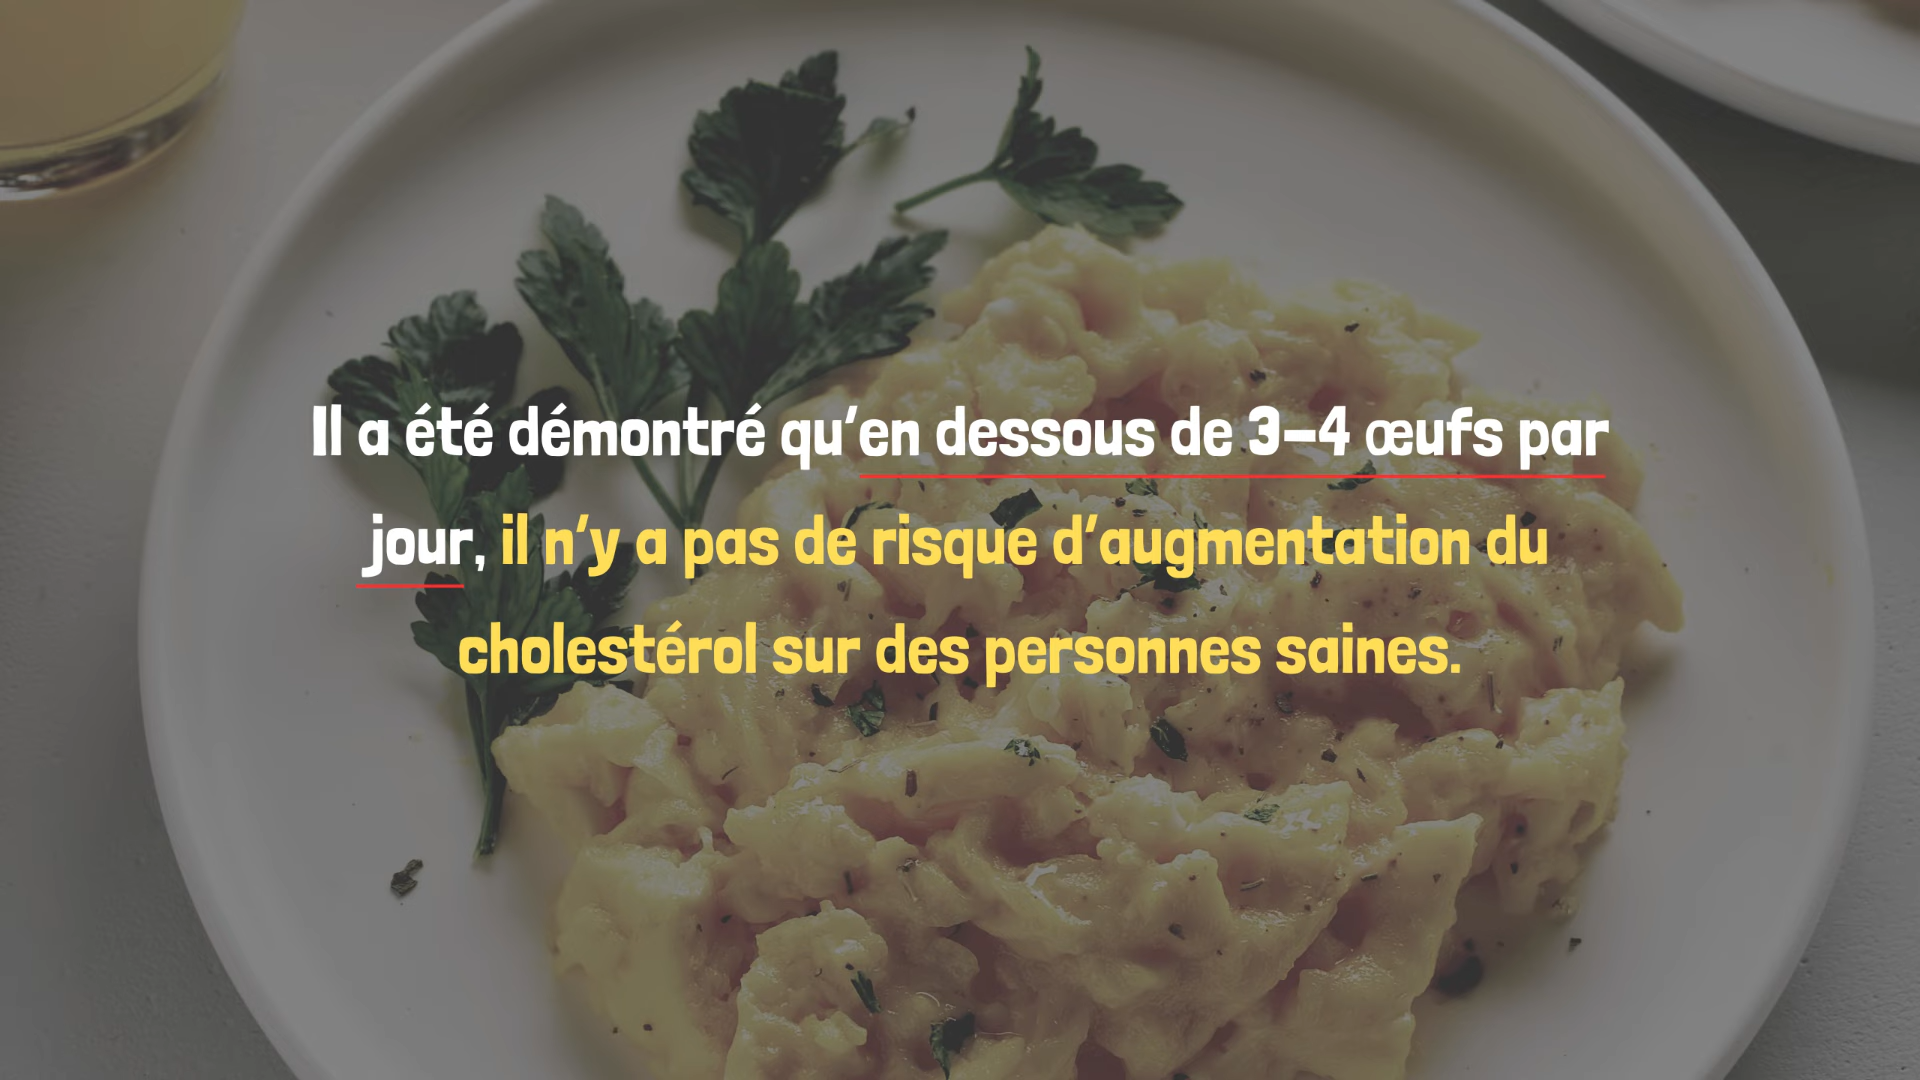 Il a été démontré qu’en dessous de 3-4 œufs par
jour, il n’y a pas de risque d’augmentation du
cholestérol sur des personnes saines.